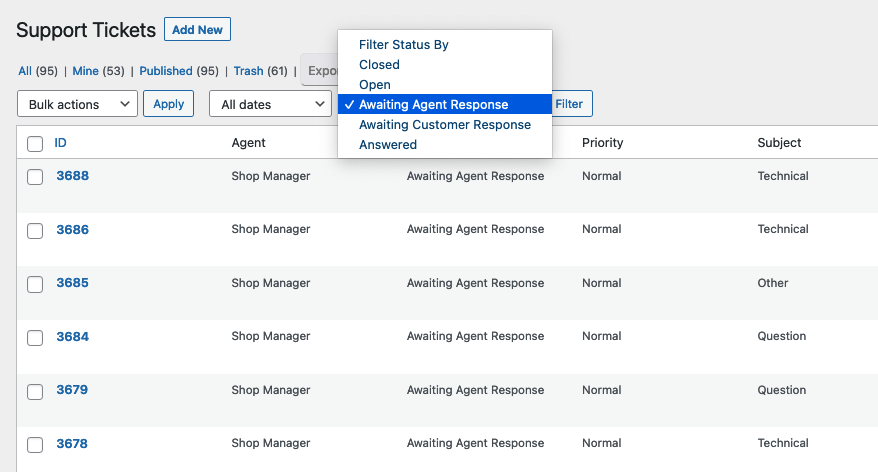 Support Tickets Add New
Filter Status By
Closed
Open
Awaiting Agent Response
Awaiting Customer Response
Answered
All (95) | Mine (53) | Published (95) | Trash (61) |
Bulk actions Apply All dates Filter
ID Agent Priority Subject
3688 Shop Manager Awaiting Agent Response Normal Technical
3686 Shop Manager Awaiting Agent Response Normal Technical
3685 Shop Manager Awaiting Agent Response Normal Other
3684 Shop Manager Awaiting Agent Response Normal Question
3679 Shop Manager Awaiting Agent Response Normal Question
3678 Shop Manager Awaiting Agent Response Normal Technical